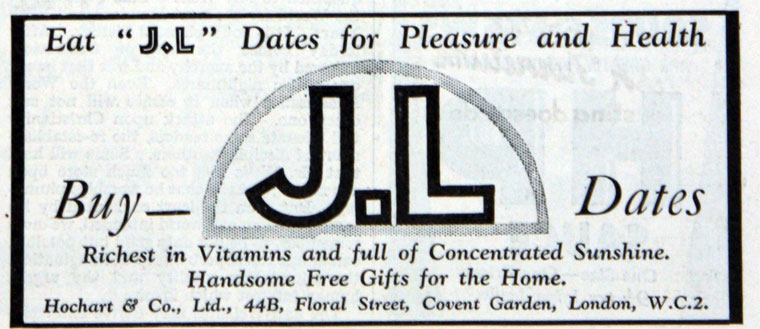 Eat "J.L" Dates for Pleasure and Health
Buy— J.L Dates
Richest in Vitamins and full of Concentrated Sunshine.
Handsome Free Gifts for the Home.
Hochart & Co., Ltd., 44B, Floral Street, Covent Garden, London, W.C.2.